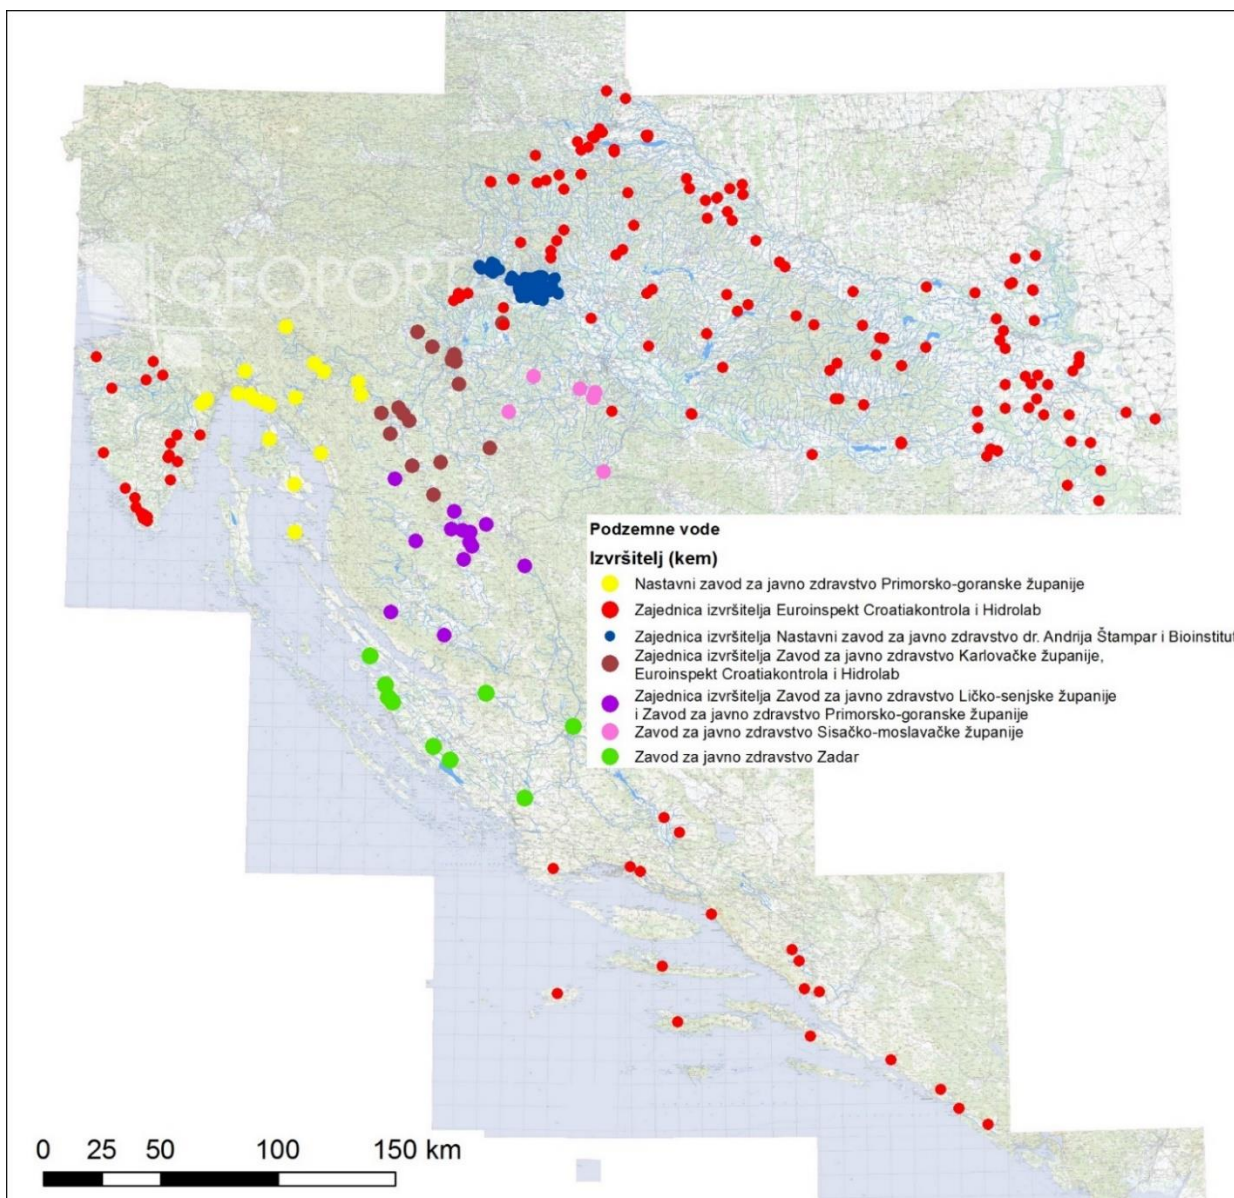 GEOPORT
Podzemne vode
Izvršitelj (kem)
Nastavni zavod za javno zdravstvo Primorsko-goranske županije
Zajednica izvršitelja Euroinspekt Croatiakontrola i Hidrolab
Zajednica izvršitelja Nastavni zavod za javno zdravstvo dr. Andrija Štampar i Bioinstitut
Zajednica izvršitelja Zavod za javno zdravstvo Karlovačke županije,
Euroinspekt Croatiakontrola i Hidrolab
Zajednica izvršitelja Zavod za javno zdravstvo Ličko-senjske županije
i Zavod za javno zdravstvo Primorsko-goranske županije
Zavod za javno zdravstvo Sisačko-moslavačke županije
Zavod za javno zdravstvo Zadar
0 25 50 100 150 km